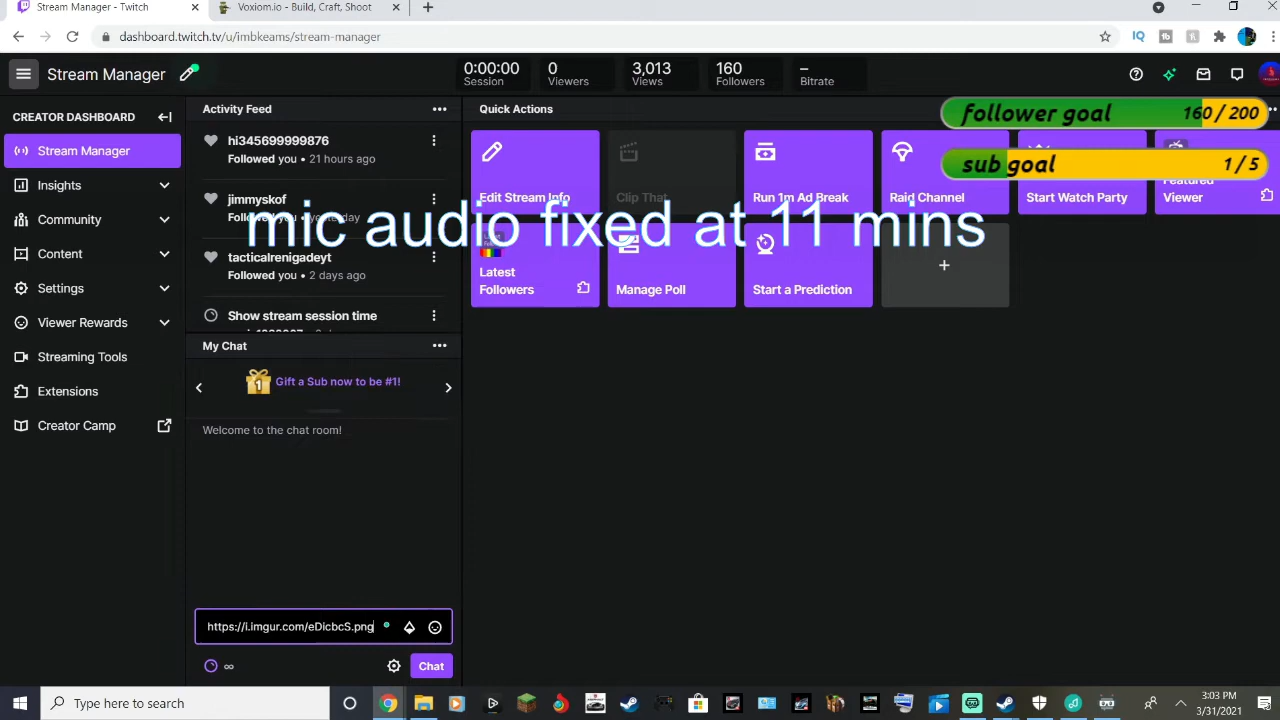 Stream Manager - Twitch
Voxiom.io - Build, Craft, Shoot
dashboard.twitch.tv/u/imbkeams/stream-manager
Stream Manager
0:00:00
Session
0
Viewers
3,013
Views
160
Followers
–
Bitrate
CREATOR DASHBOARD
Stream Manager
Insights
Community
Content
Settings
Viewer Rewards
Streaming Tools
Extensions
Creator Camp
Activity Feed
hi345699999876
Followed you • 21 hours ago
jimmyskof
Followed you • yesterday
tacticalrenigadeyt
Followed you • 2 days ago
Show stream session time
My Chat
1
Gift a Sub now to be #1!
Welcome to the chat room!
https://i.imgur.com/eDicbcS.png
∞
Chat
Quick Actions
follower goal 160 / 200
sub goal 1 / 5
Edit Stream Info
Clip That
Run 1m Ad Break
Raid Channel
Start Watch Party
Featured
Viewer
mic audio fixed at 11 mins
Latest
Followers
Manage Poll
Start a Prediction
+
Type here to search
3:03 PM
3/31/2021